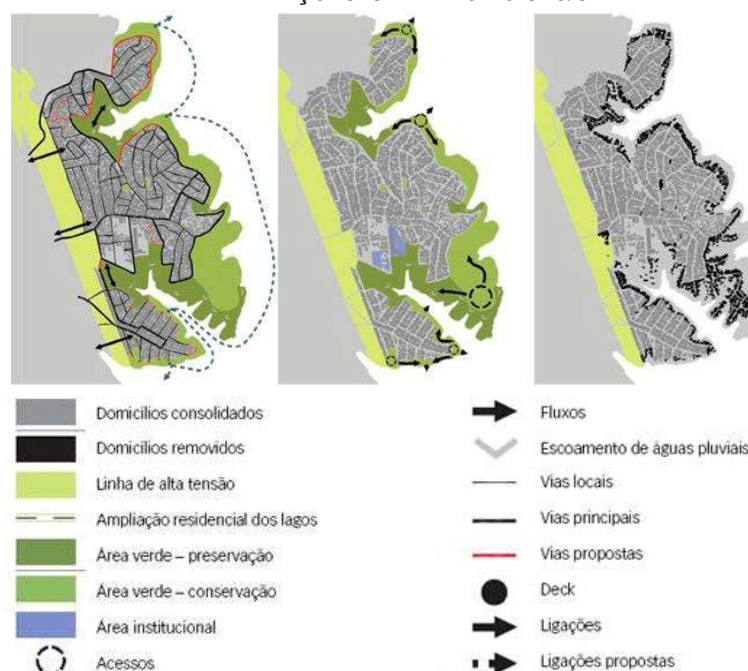 Domicílios consolidados
Domicílios removidos
Linha de alta tensão
Ampliação residencial dos lagos
Área verde – preservação
Área verde – conservação
Área institucional
Acessos
Fluxos
Escoamento de águas pluviais
Vias locais
Vias principais
Vias propostas
Deck
Ligações
Ligações propostas